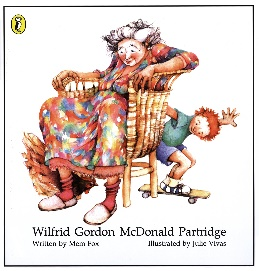 Wilfrid Gordon McDonald Partridge
Written by Mem Fox Illustrated by Julie Vivas